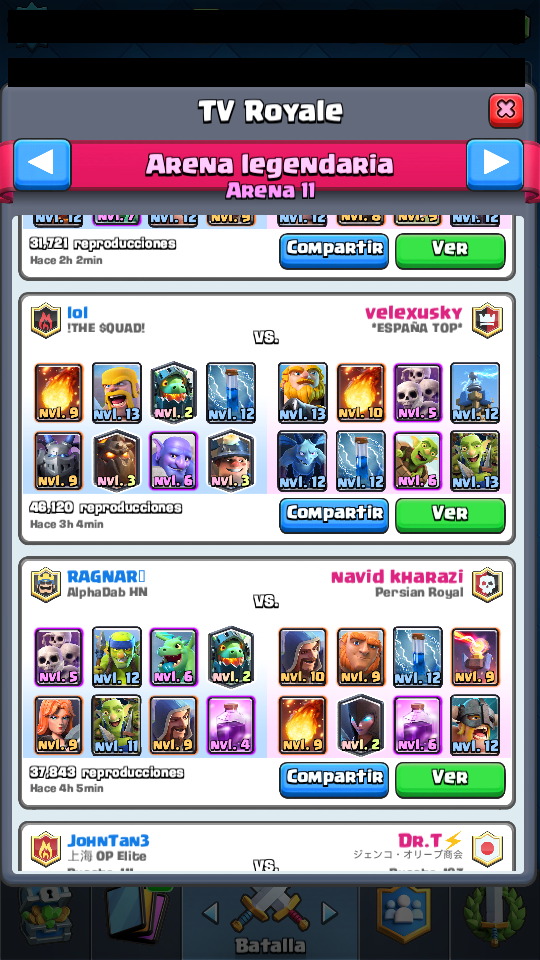 TV Royale
Arena legendaria
Arena 11
31,721 reproducciones
Hace 2h 2min
Compartir
Ver
lol
!THE $QUAD!
vs.
velexusky
*ESPAÑA TOP*
nvl. 9 nvl. 13 nvl. 2 nvl. 12 nvl. 13 nvl. 10 nvl. 5 nvl. 12
nvl. 9 nvl. 3 nvl. 6 nvl. 3 nvl. 12 nvl. 12 nvl. 6 nvl. 13
46,120 reproducciones
Hace 3h 4min
Compartir
Ver
RAGNAR
AlphaDab HN
vs.
navid kharazi
Persian Royal
nvl. 5 nvl. 12 nvl. 6 nvl. 2 nvl. 10 nvl. 9 nvl. 12 nvl. 9
nvl. 9 nvl. 11 nvl. 9 nvl. 4 nvl. 9 nvl. 2 nvl. 6 nvl. 12
37,843 reproducciones
Hace 4h 5min
Compartir
Ver
JohnTan3
上海 OP Elite
vs.
Dr.T⚡
ジェンコ・オリーブ商会
Batalla